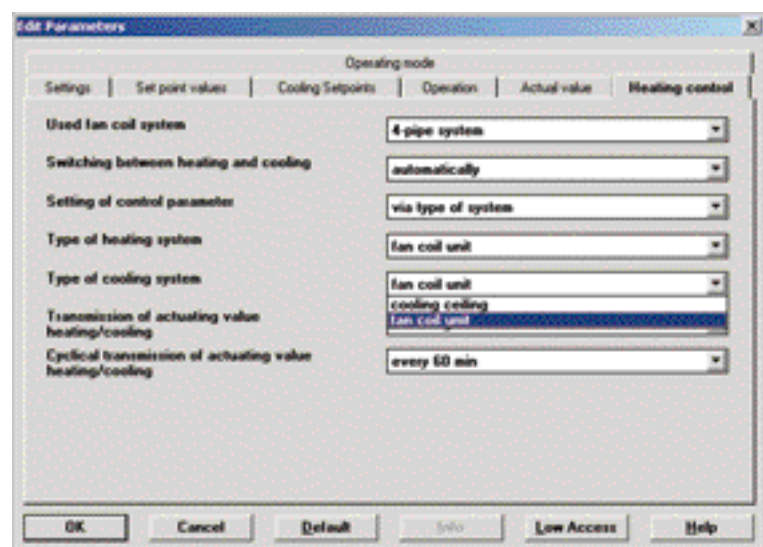 Edit Parameters
Operating mode
Settings
Set point values
Cooling Setpoints
Operation
Actual value
Heating control
Used fan coil system
4-pipe system
Switching between heating and cooling
automatically
Setting of control parameter
via type of system
Type of heating system
fan coil unit
Type of cooling system
fan coil unit
cooling ceiling
fan coil unit
Transmission of actuating value
heating/cooling
Cyclical transmission of actuating value
heating/cooling
every 60 min
OK
Cancel
Default
Info
Low Access
Help